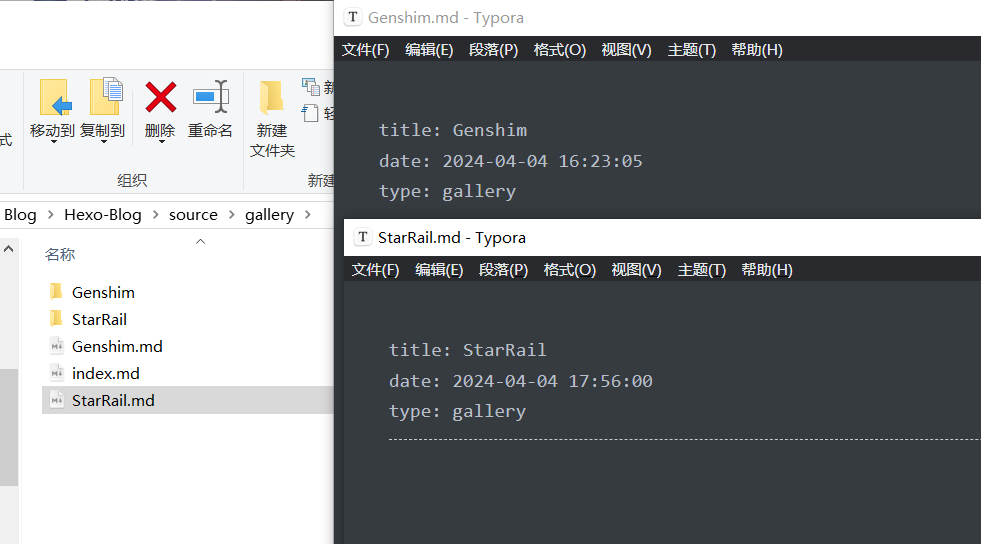 式
移动到
复制到
删除
重命名
新建
文件夹
组织
新建
Blog > Hexo-Blog > source > gallery >
名称
Genshim
StarRail
Genshim.md
index.md
StarRail.md
T Genshim.md - Typora
文件(F) 编辑(E) 段落(P) 格式(O) 视图(V) 主题(T) 帮助(H)
title: Genshim
date: 2024-04-04 16:23:05
type: gallery
T StarRail.md - Typora
文件(F) 编辑(E) 段落(P) 格式(O) 视图(V) 主题(T) 帮助(H)
title: StarRail
date: 2024-04-04 17:56:00
type: gallery